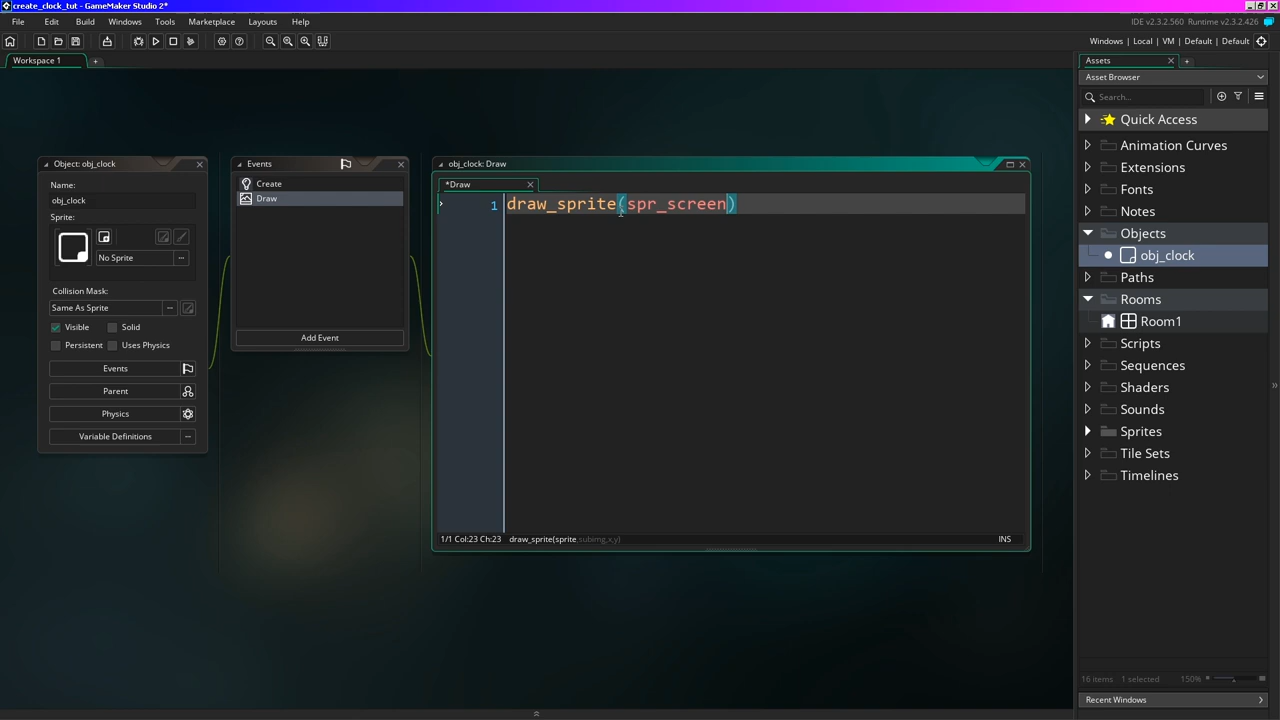 create_clock_tut - GameMaker Studio 2*
File Edit Build Windows Tools Marketplace Layouts Help
IDE v2.3.2.560 Runtime v2.3.2.426
Windows | Local | VM | Default | Default
Workspace 1
Object: obj_clock
Name:
obj_clock
Sprite:
No Sprite
Collision Mask:
Same As Sprite
Visible Solid
Persistent Uses Physics
Events
Parent
Physics
Variable Definitions
Events
Create
Draw
Add Event
obj_clock: Draw
*Draw
1 draw_sprite(spr_screen)
1/1 Col:23 Ch:23 draw_sprite(sprite,subimg,x,y) INS
Assets
Asset Browser
Search...
Quick Access
Animation Curves
Extensions
Fonts
Notes
Objects
obj_clock
Paths
Rooms
Room1
Scripts
Sequences
Shaders
Sounds
Sprites
Tile Sets
Timelines
16 items 1 selected 150%
Recent Windows